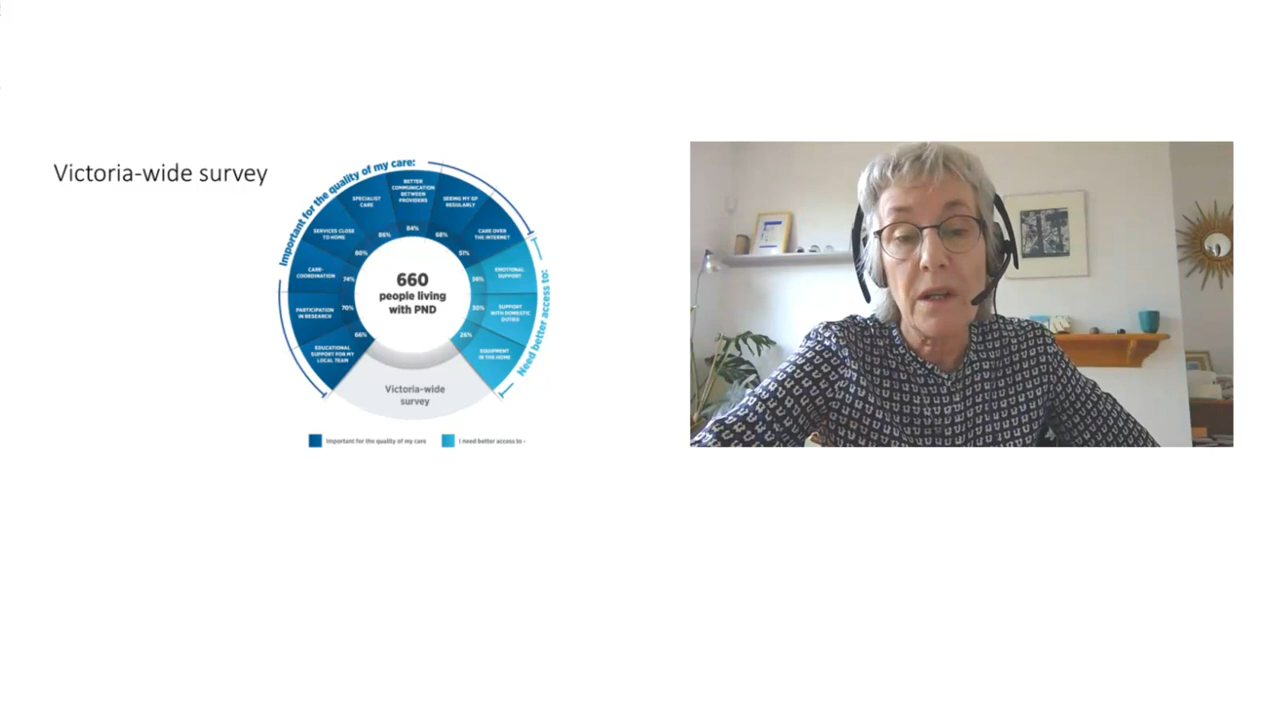 Victoria-wide survey
Important for the quality of my care:
EDUCATIONAL
SUPPORT FOR MY
LOCAL TEAM
66%
PARTICIPATION
IN RESEARCH
70%
CARE-
COORDINATION
74%
SERVICES CLOSE
TO HOME
80%
SPECIALIST
CARE
86%
BETTER
COMMUNICATION
BETWEEN
PROVIDERS
84%
SEEING MY GP
REGULARLY
68%
CARE OVER
THE INTERNET
51%
Need better access to:
EMOTIONAL
SUPPORT
36%
SUPPORT
WITH DOMESTIC
DUTIES
30%
EQUIPMENT
IN THE HOME
26%
660
people living
with PND
Victoria-wide
survey
Important for the quality of my care
I need better access to -